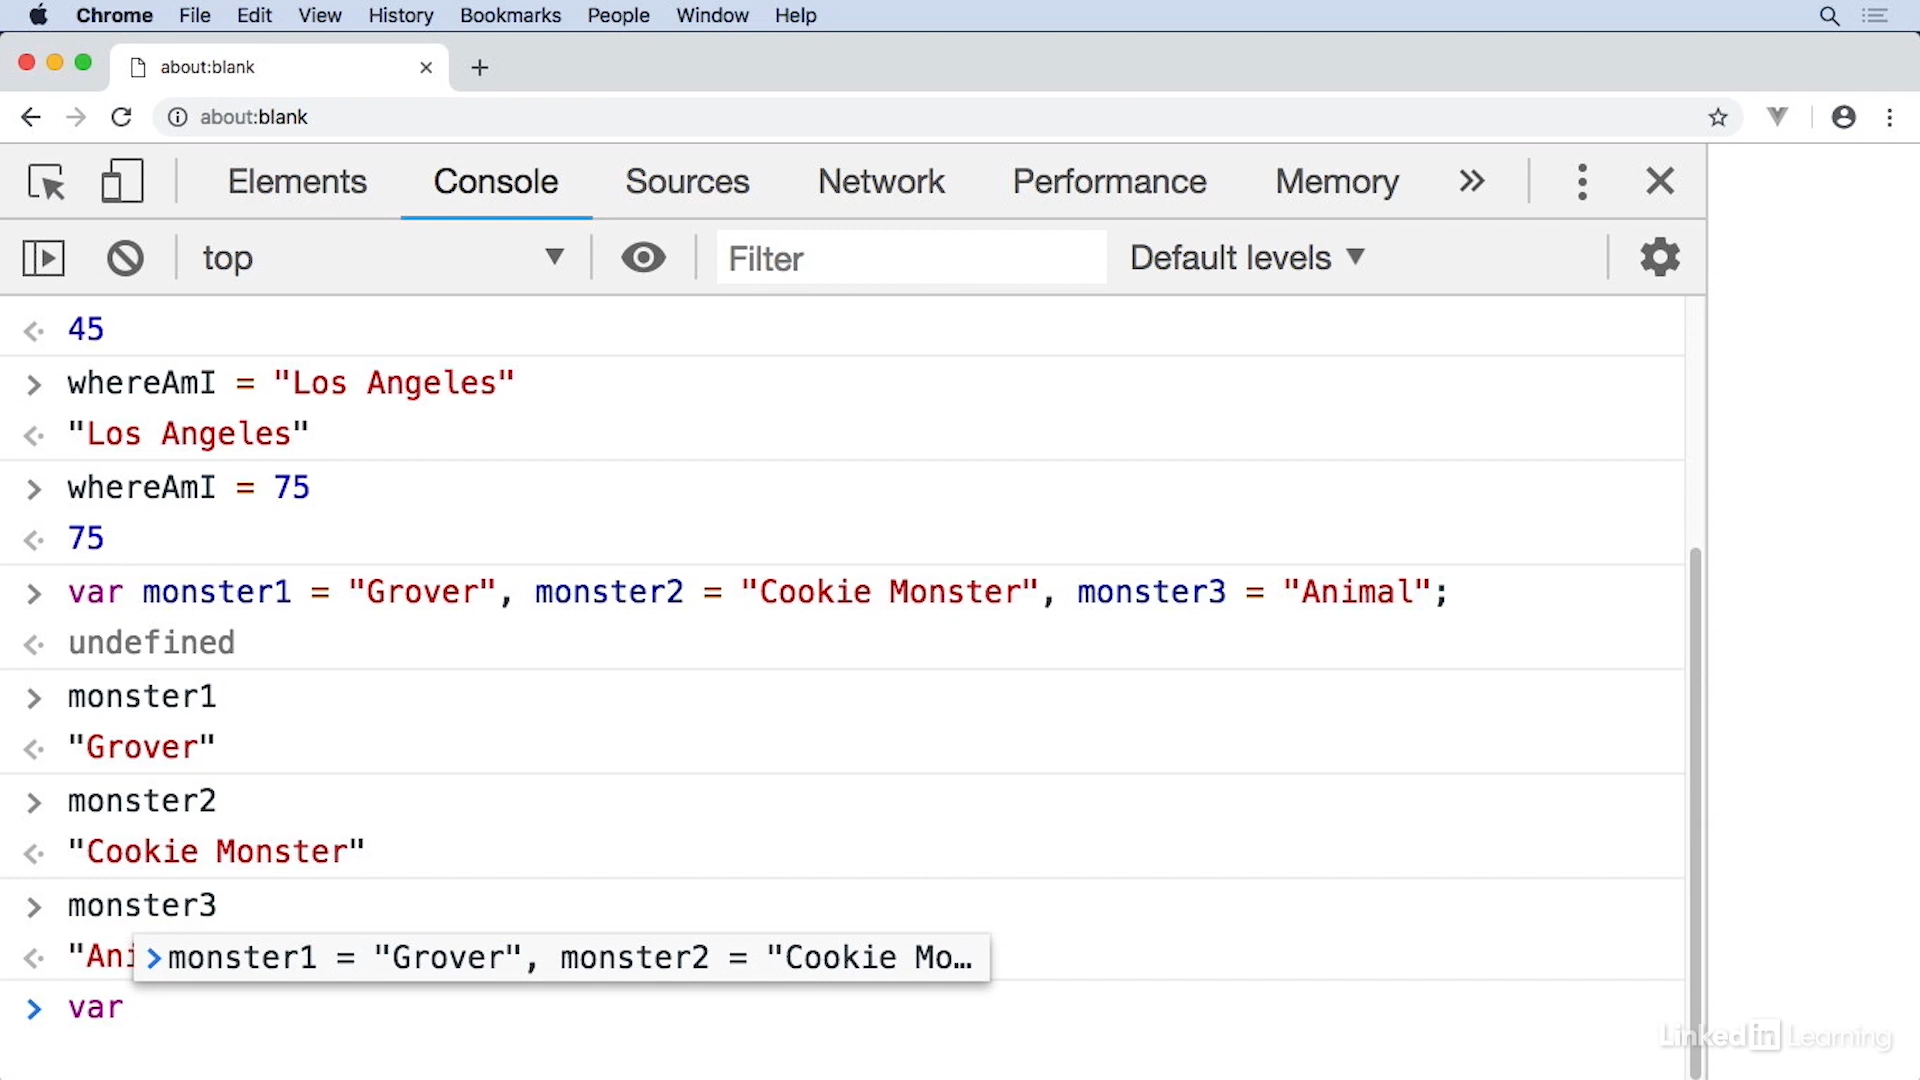 Chrome File Edit View History Bookmarks People Window Help
about:blank
about:blank
Elements Console Sources Network Performance Memory
top Filter Default levels
45
whereAmI = "Los Angeles"
"Los Angeles"
whereAmI = 75
75
var monster1 = "Grover", monster2 = "Cookie Monster", monster3 = "Animal";
undefined
monster1
"Grover"
monster2
"Cookie Monster"
monster3
"Ani
monster1 = "Grover", monster2 = "Cookie Mo…
var
LinkedIn Learning